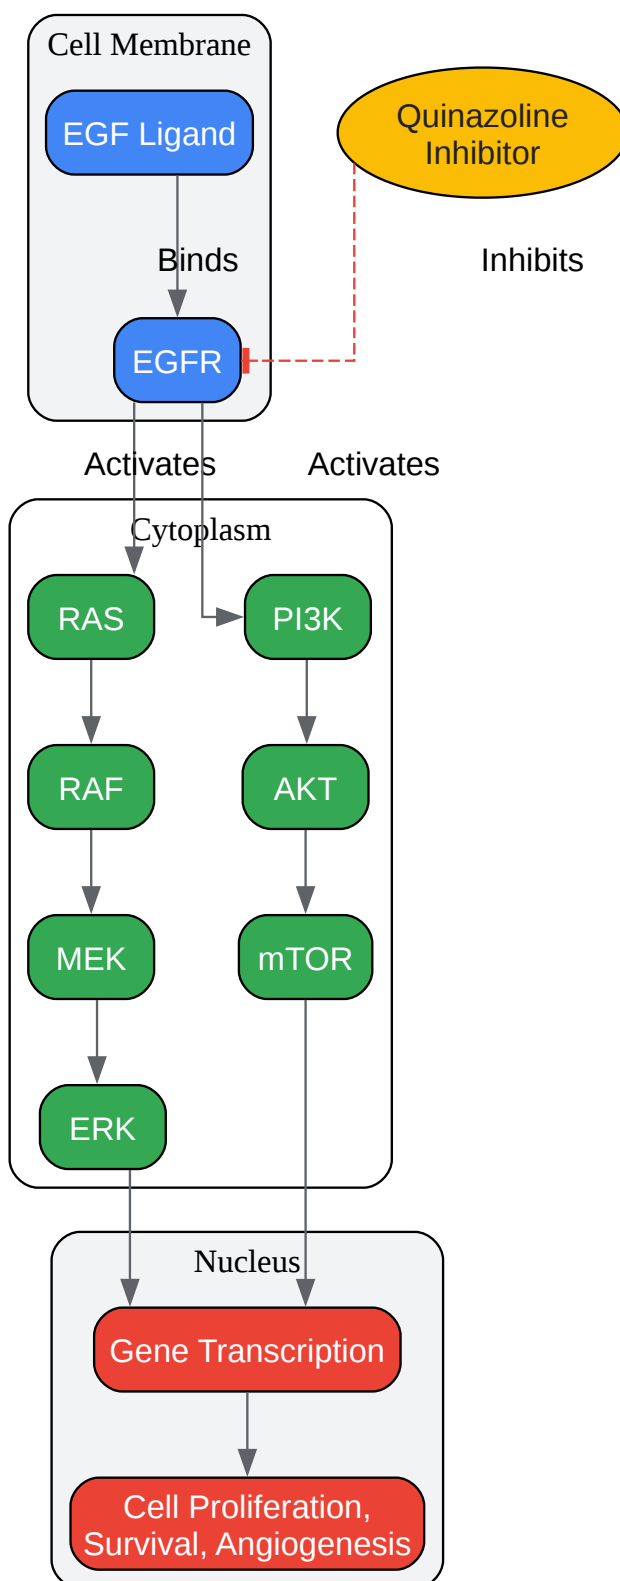 Cell Membrane
EGF Ligand
Quinazoline
Inhibitor
Binds
Inhibits
EGFR
Activates
Activates
Cytoplasm
RAS
PI3K
RAF
AKT
MEK
mTOR
ERK
Nucleus
Gene Transcription
Cell Proliferation,
Survival, Angiogenesis